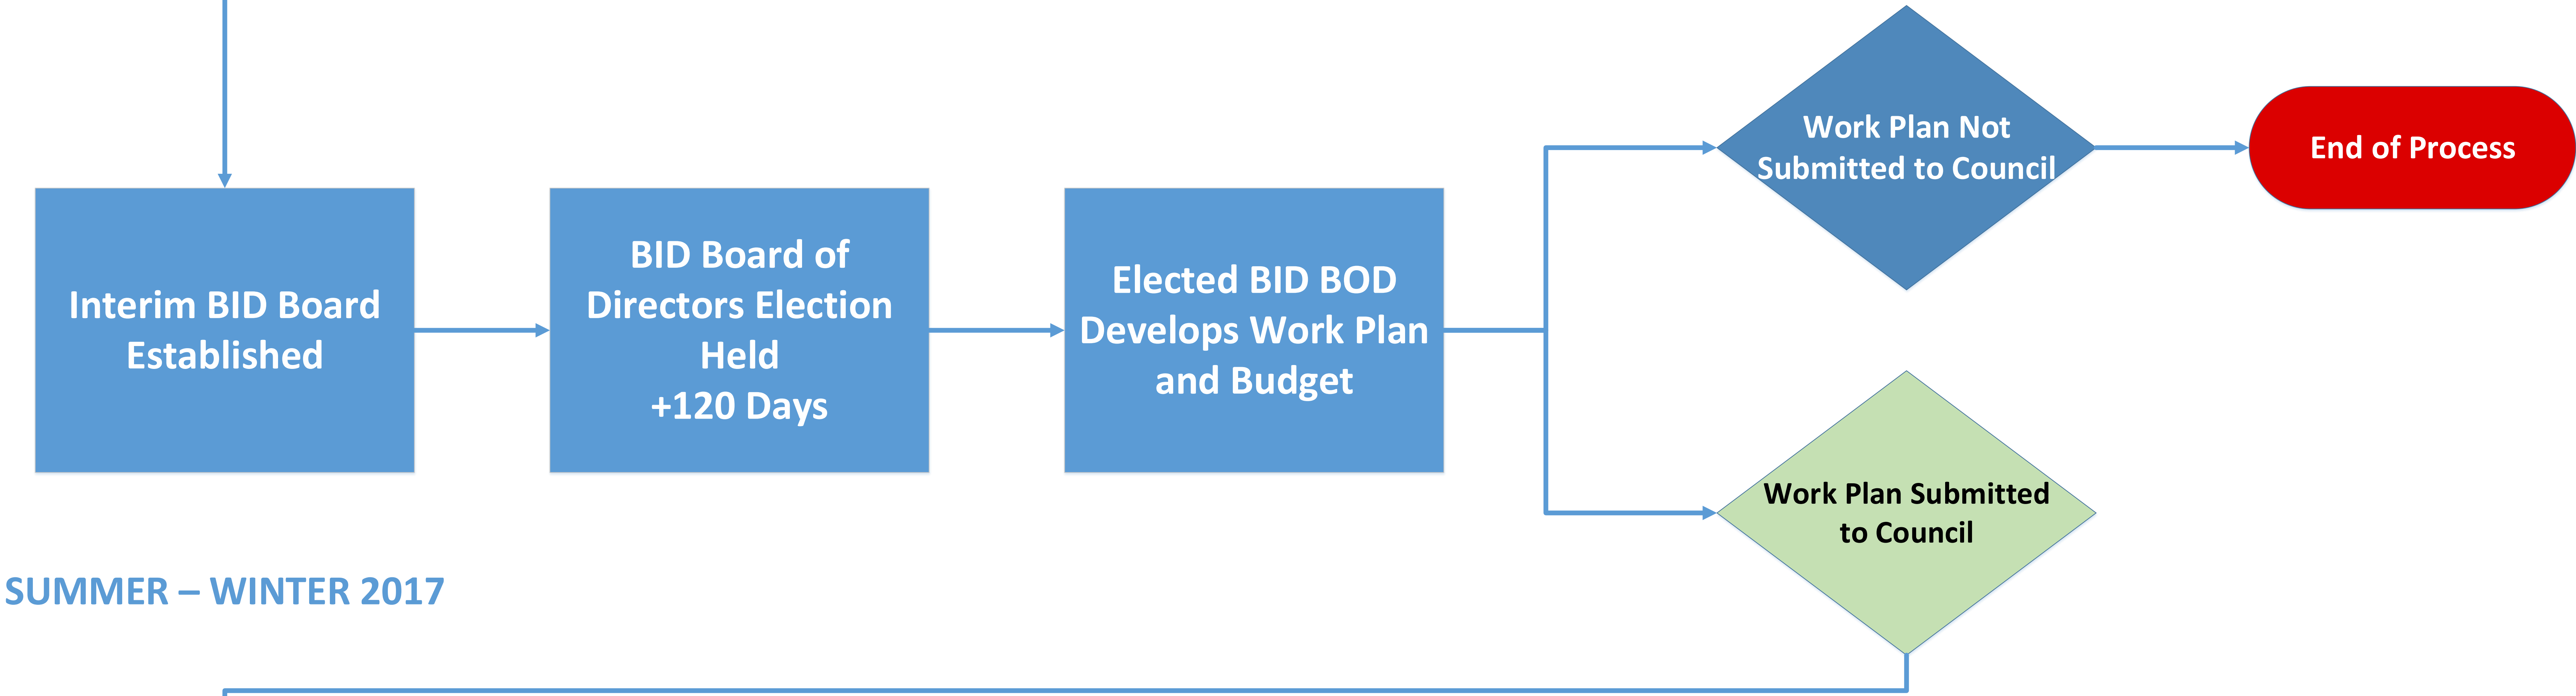 Interim BID Board
Established
BID Board of
Directors Election
Held
+120 Days
Elected BID BOD
Develops Work Plan
and Budget
Work Plan Not
Submitted to Council
End of Process
Work Plan Submitted
to Council
SUMMER – WINTER 2017